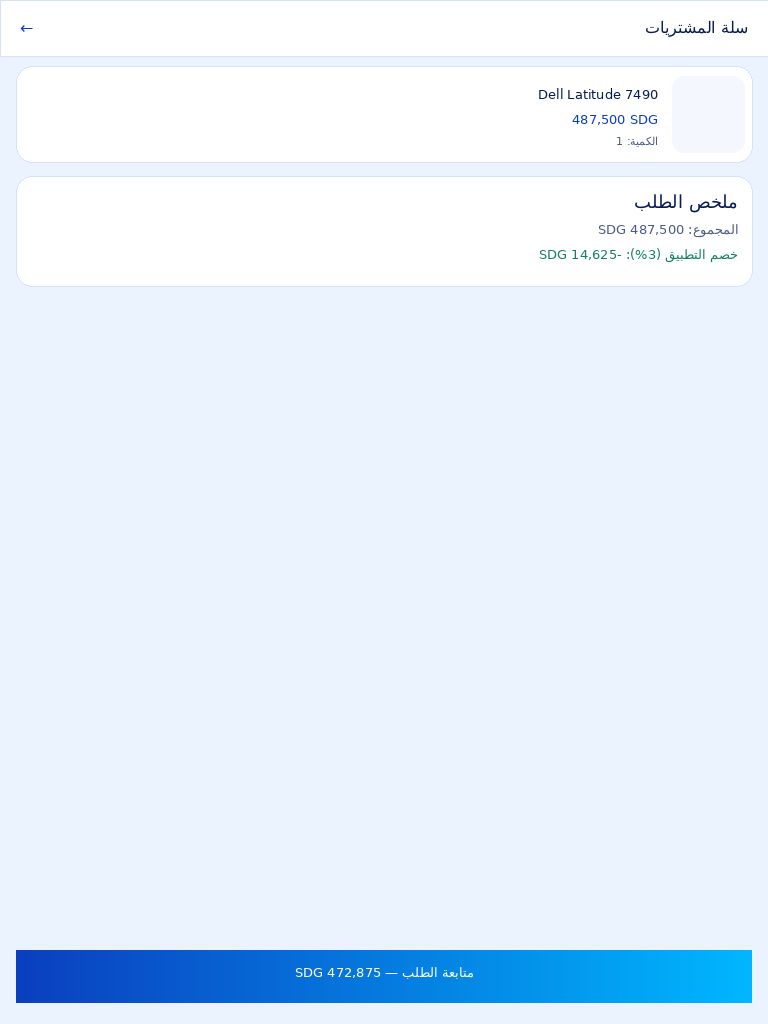 سلة المشتريات
←
Dell Latitude 7490
487,500 SDG
الكمية: 1
ملخص الطلب
المجموع: 487,500 SDG
خصم التطبيق (3%): -14,625 SDG
متابعة الطلب — 472,875 SDG